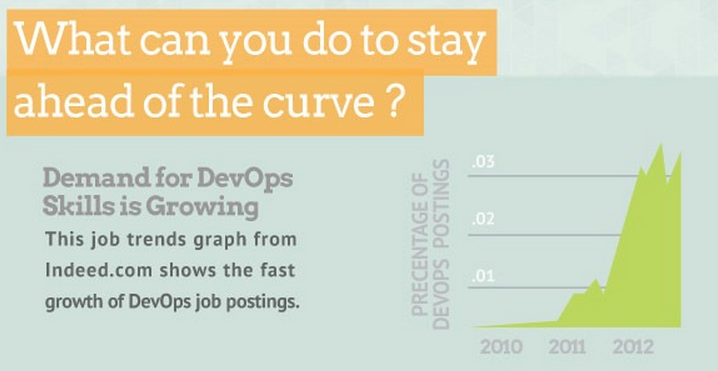 What can you do to stay
ahead of the curve ?
Demand for DevOps
Skills is Growing
This job trends graph from
Indeed.com shows the fast
growth of DevOps job postings.
PRECENTAGE OF
DEVOPS POSTINGS
.03
.02
.01
2010 2011 2012